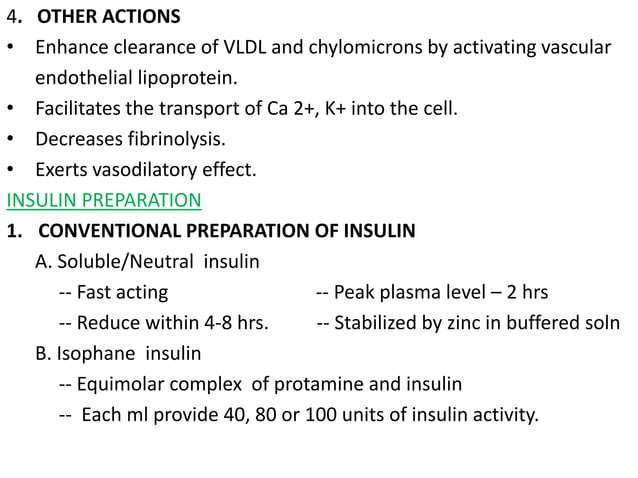 4. OTHER ACTIONS
• Enhance clearance of VLDL and chylomicrons by activating vascular
endothelial lipoprotein.
• Facilitates the transport of Ca 2+, K+ into the cell.
• Decreases fibrinolysis.
• Exerts vasodilatory effect.
INSULIN PREPARATION
1. CONVENTIONAL PREPARATION OF INSULIN
A. Soluble/Neutral insulin
-- Fast acting -- Peak plasma level – 2 hrs
-- Reduce within 4-8 hrs. -- Stabilized by zinc in buffered soln
B. Isophane insulin
-- Equimolar complex of protamine and insulin
-- Each ml provide 40, 80 or 100 units of insulin activity.